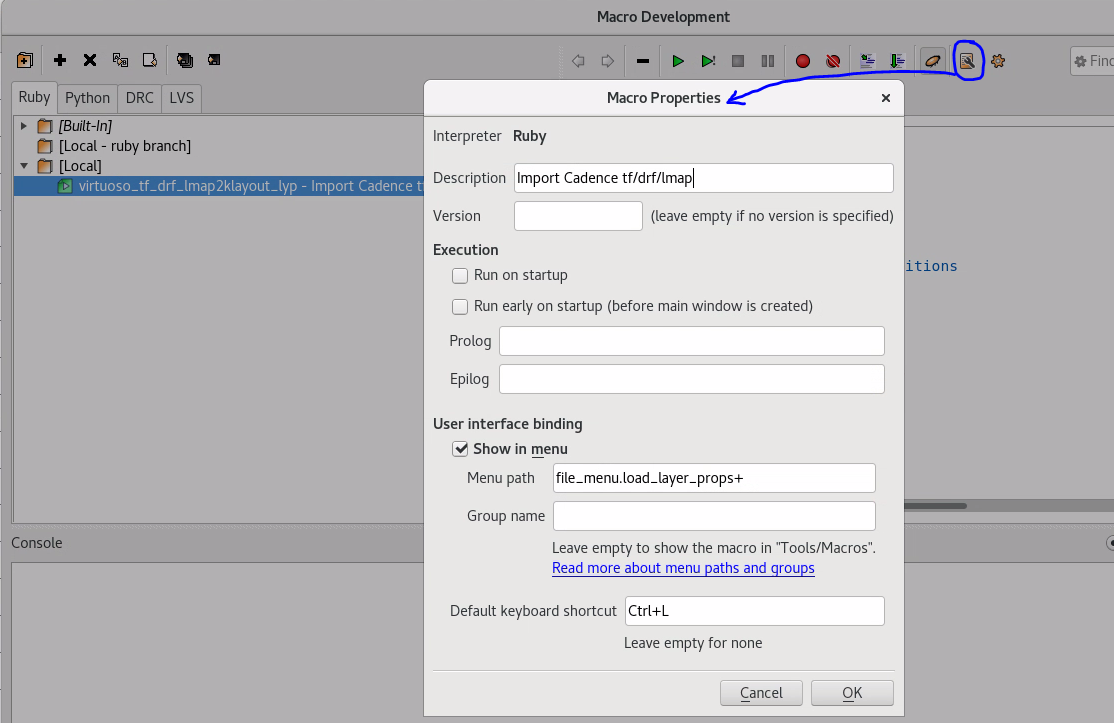 Macro Development
Find
Ruby
Python
DRC
LVS
[Built-In]
[Local - ruby branch]
[Local]
virtuoso_tf_drf_lmap2klayout_lyp - Import Cadence tf
itions
Console
Macro Properties
Interpreter Ruby
Description Import Cadence tf/drf/lmap
Version (leave empty if no version is specified)
Execution
Run on startup
Run early on startup (before main window is created)
Prolog
Epilog
User interface binding
Show in menu
Menu path file_menu.load_layer_props+
Group name
Leave empty to show the macro in "Tools/Macros".
Read more about menu paths and groups
Default keyboard shortcut Ctrl+L
Leave empty for none
Cancel
OK